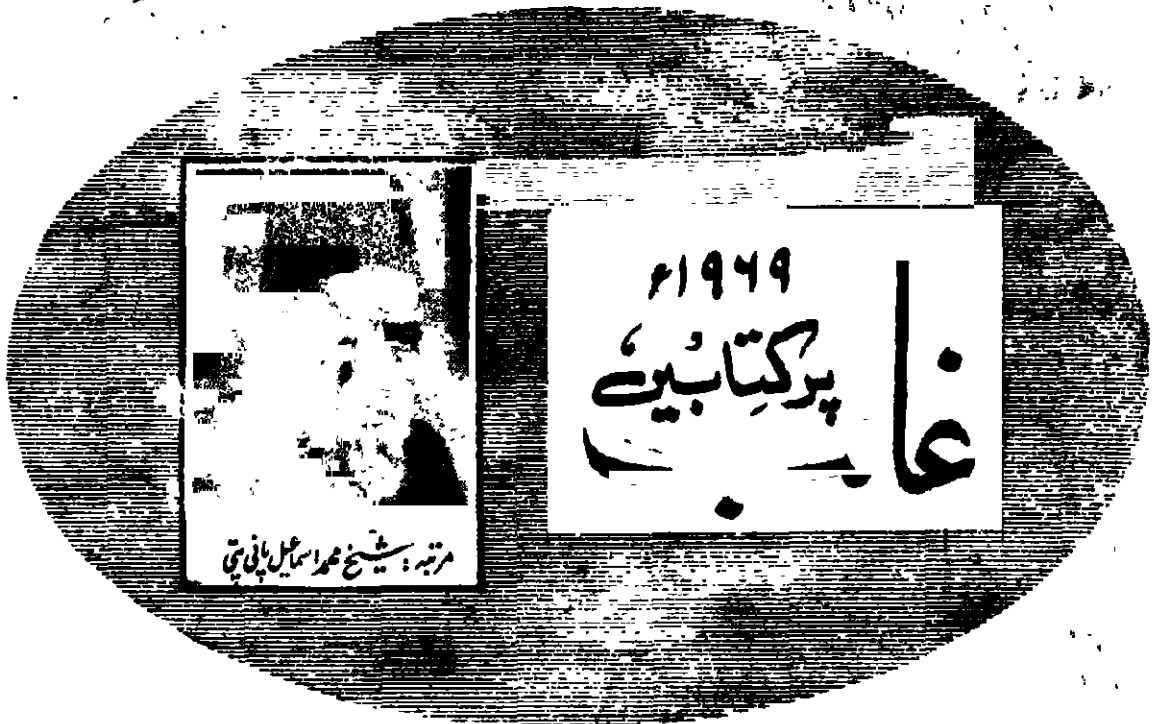 ۱۹۶۹ء
غالب
پر کتابیں
مرتبہ : شیخ محمد اسماعیل پانی پتی